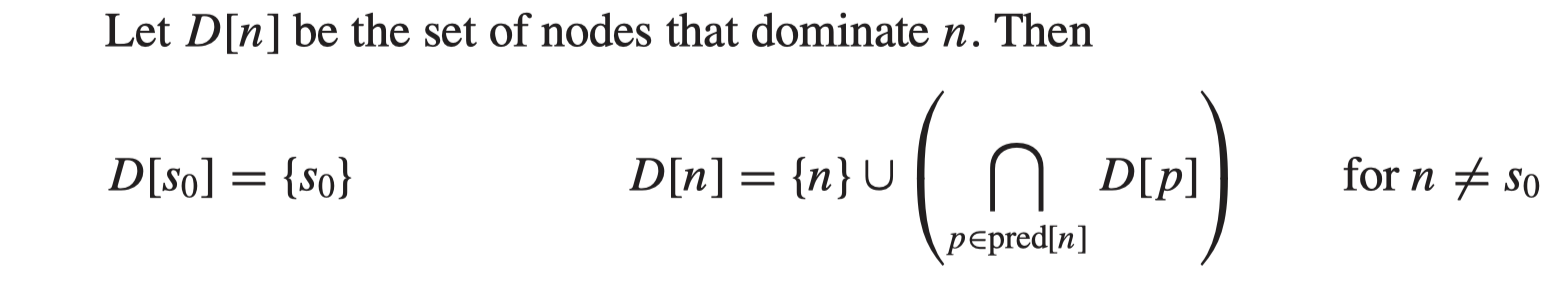 Let D[n] be the set of nodes that dominate n. Then
D[s₀] = {s₀} D[n] = {n} ∪ ( ⋂ D[p] ) for n ≠ s₀
p∈pred[n]